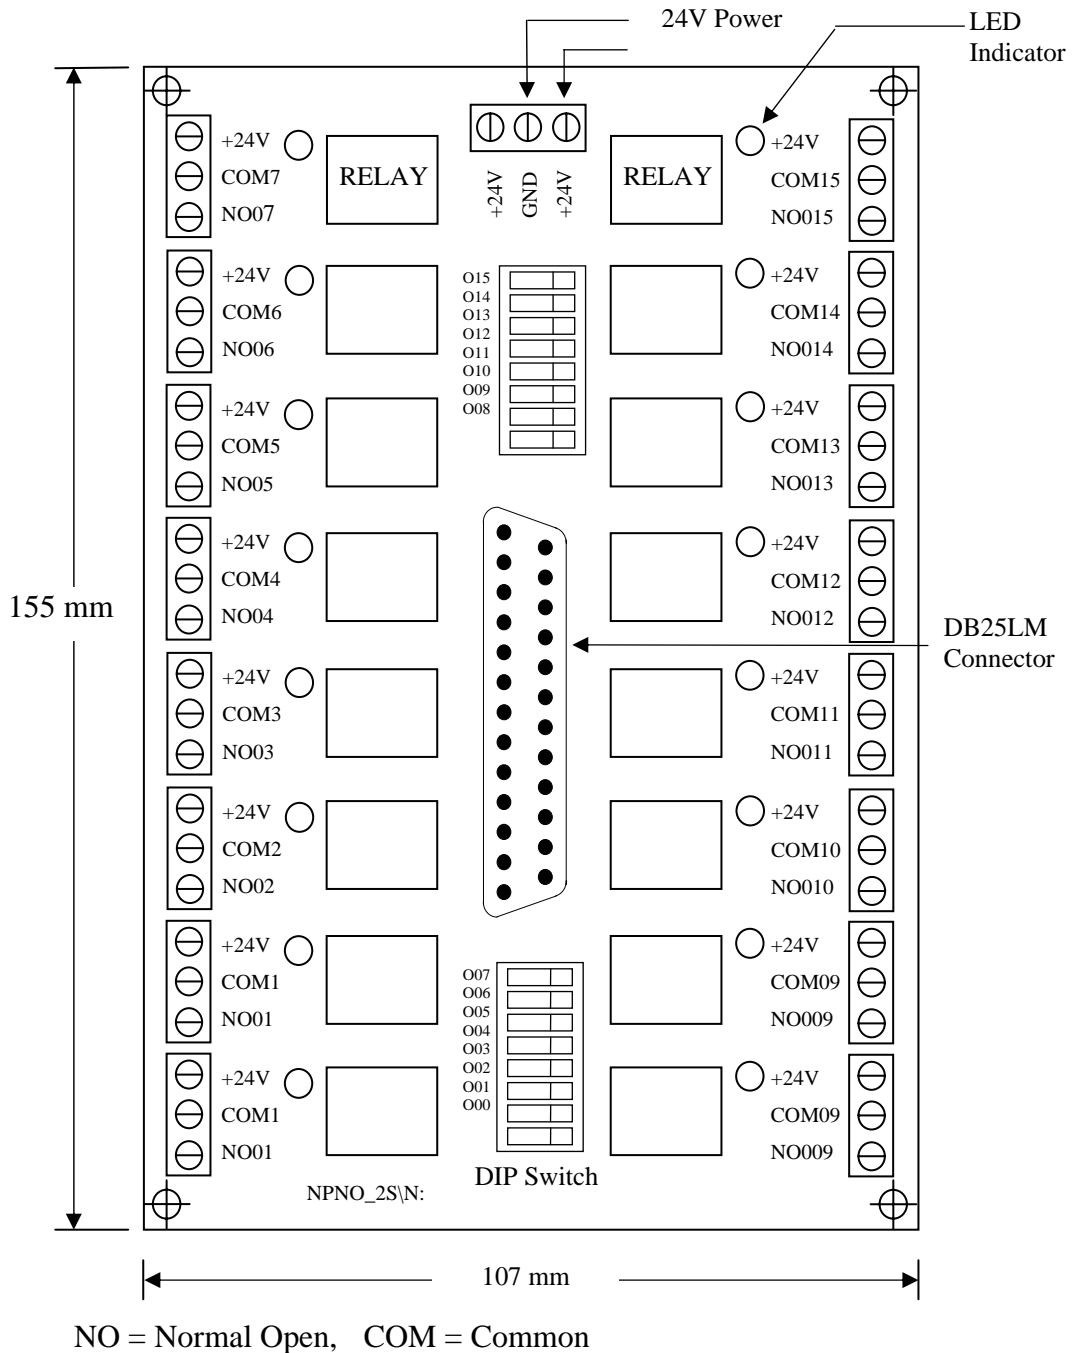 24V Power
LED
Indicator
+24V
COM7
NO07
RELAY
+24V
GND
+24V
RELAY
+24V
COM15
NO015
+24V
COM6
NO06
O15
O14
O13
O12
O11
O10
O09
O08
+24V
COM14
NO014
+24V
COM5
NO05
+24V
COM13
NO013
+24V
COM4
NO04
+24V
COM12
NO012
155 mm
DB25LM
Connector
+24V
COM3
NO03
+24V
COM11
NO011
+24V
COM2
NO02
+24V
COM10
NO010
+24V
COM1
NO01
O07
O06
O05
O04
O03
O02
O01
O00
+24V
COM09
NO009
+24V
COM1
NO01
+24V
COM09
NO009
DIP Switch
NPNO_2S\N:
107 mm
NO = Normal Open, COM = Common